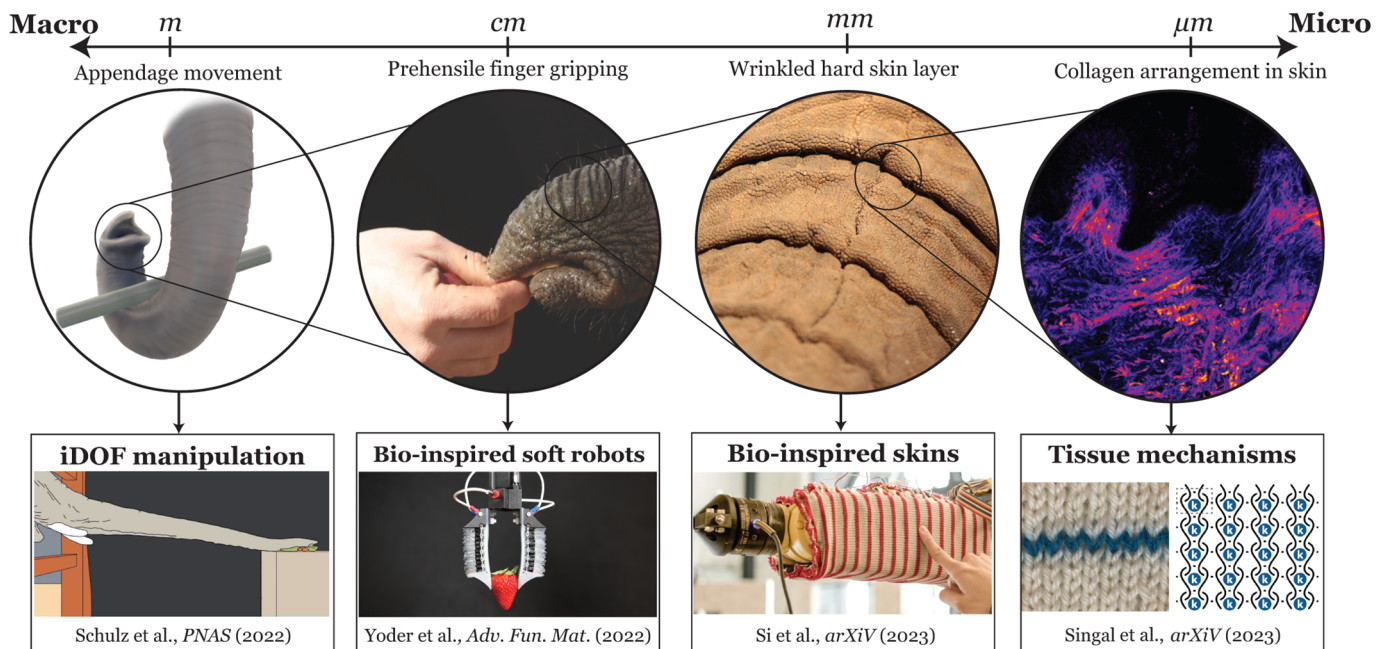 Macro m cm mm μm Micro
Appendage movement Prehensile finger gripping Wrinkled hard skin layer Collagen arrangement in skin
iDOF manipulation
Schulz et al., PNAS (2022)
Bio-inspired soft robots
Yoder et al., Adv. Fun. Mat. (2022)
Bio-inspired skins
Si et al., arXiV (2023)
Tissue mechanisms
k k k k
k k k k
k k k k
k k k k
k k k k
Singal et al., arXiV (2023)